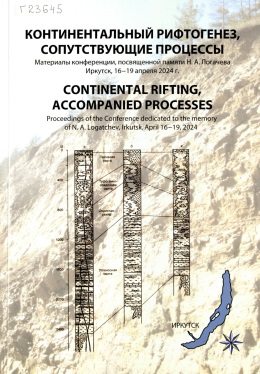 Г23645
КОНТИНЕНТАЛЬНЫЙ РИФТОГЕНЕЗ,
СОПУТСТВУЮЩИЕ ПРОЦЕССЫ
Материалы конференции, посвященной памяти Н. А. Логачева
Иркутск, 16–19 апреля 2024 г.
CONTINENTAL RIFTING,
ACCOMPANIED PROCESSES
Proceedings of the Conference dedicated to the memory
of N. A. Logatchev, Irkutsk, April 16–19, 2024
ИРКУТСК